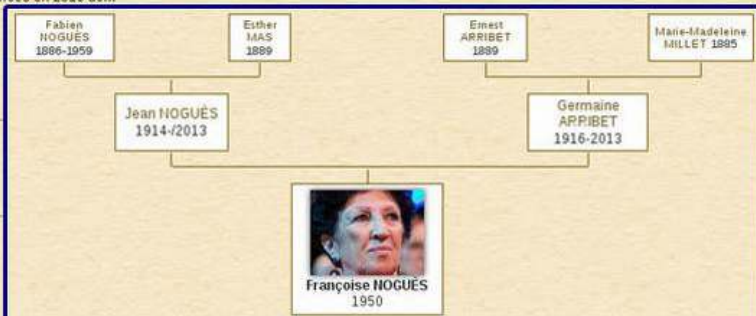 Fabien
NOGUÈS
1886-1959
Esther
MAS
1889
Ernest
ARRIBET
1889
Marie-Madeleine
MILLET 1885
Jean NOGUÈS
1914-/2013
Germaine
ARRIBET
1916-2013
Françoise NOGUÈS
1950